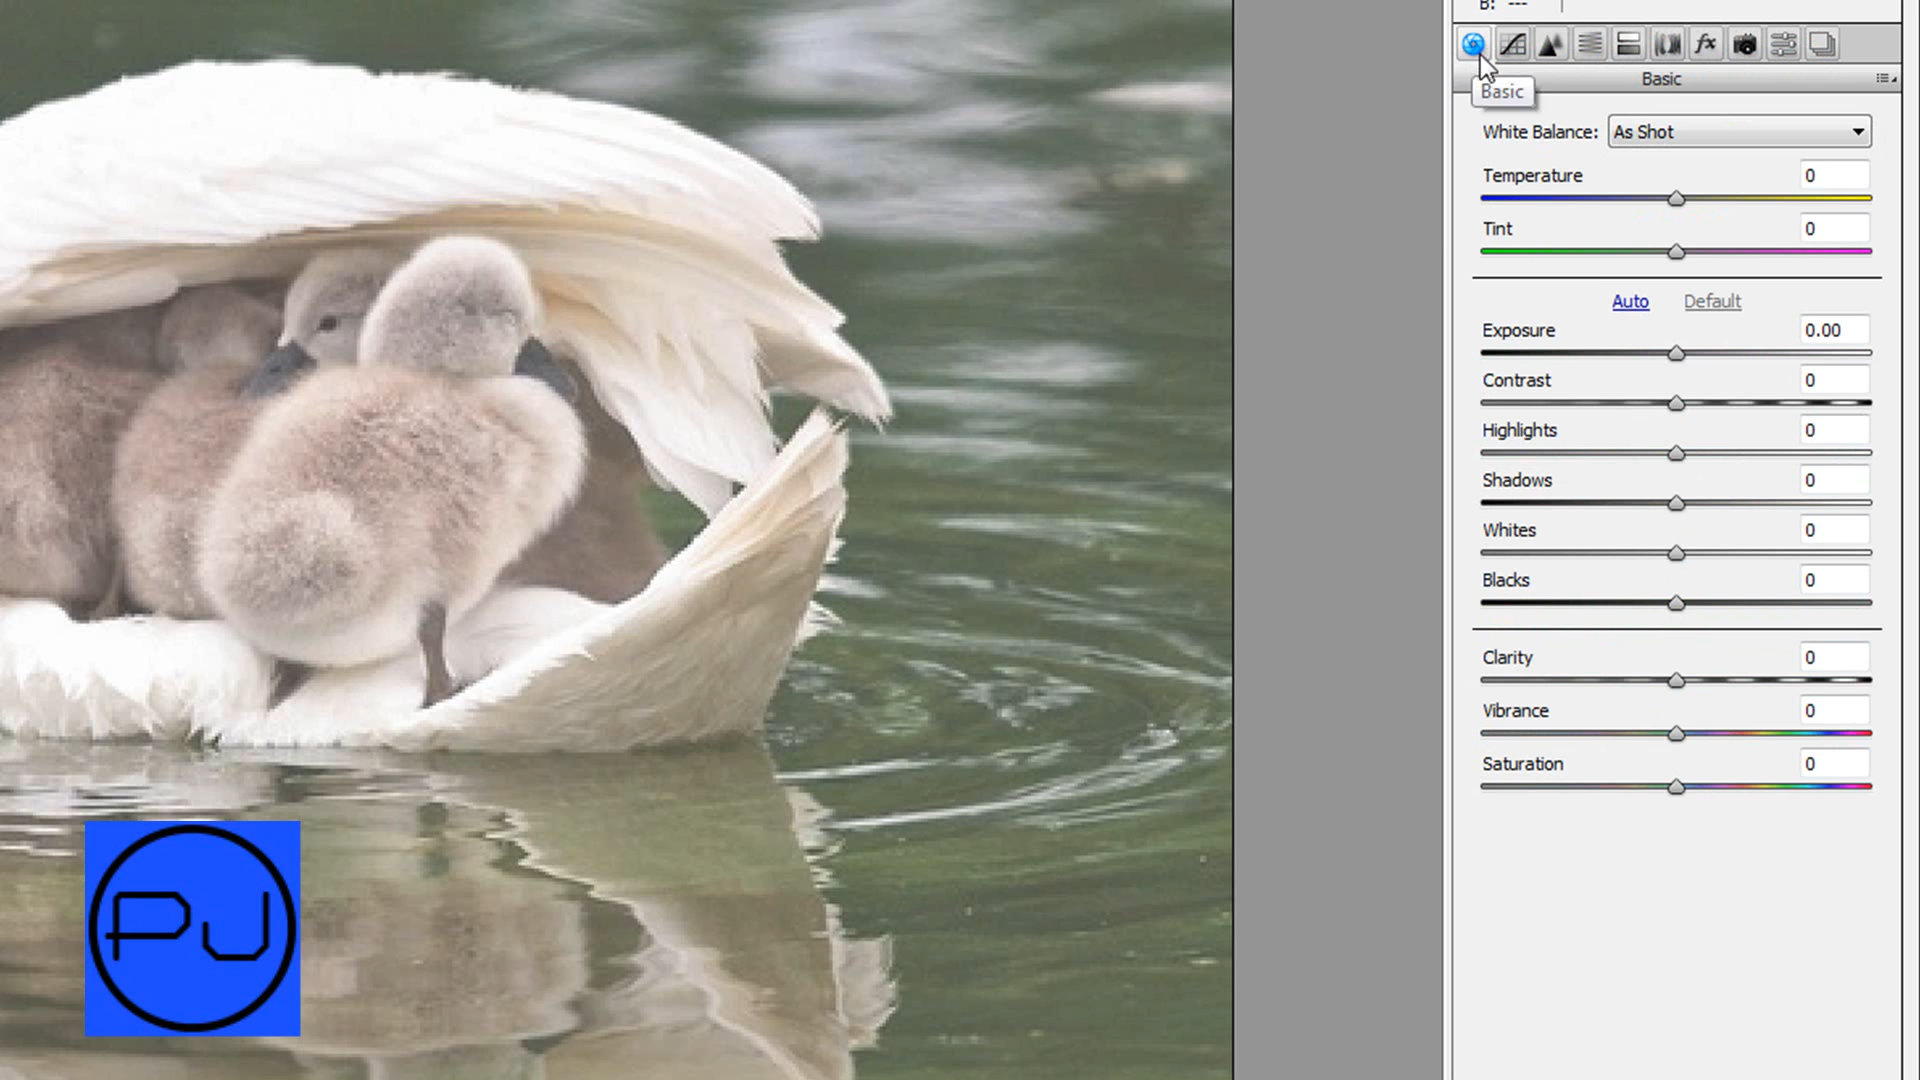 B: ---
fx
Basic
Basic
White Balance: As Shot
Temperature 0
Tint 0
Auto Default
Exposure 0.00
Contrast 0
Highlights 0
Shadows 0
Whites 0
Blacks 0
Clarity 0
Vibrance 0
Saturation 0
PJ